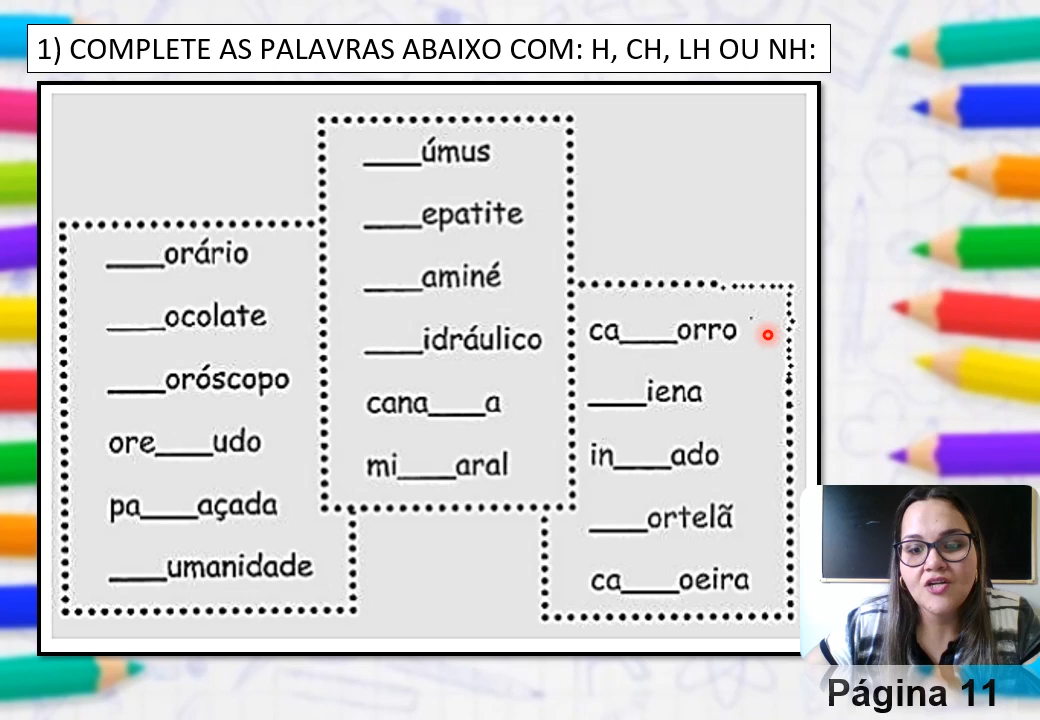 1) COMPLETE AS PALAVRAS ABAIXO COM: H, CH, LH OU NH:
____orário
____ocolate
____oróscopo
ore____udo
pa____açada
____umanidade
____úmus
____epatite
____aminé
____idráulico
cana____a
mi____aral
ca____orro
____iena
in____ado
____ortelã
ca____oeira
Página 11